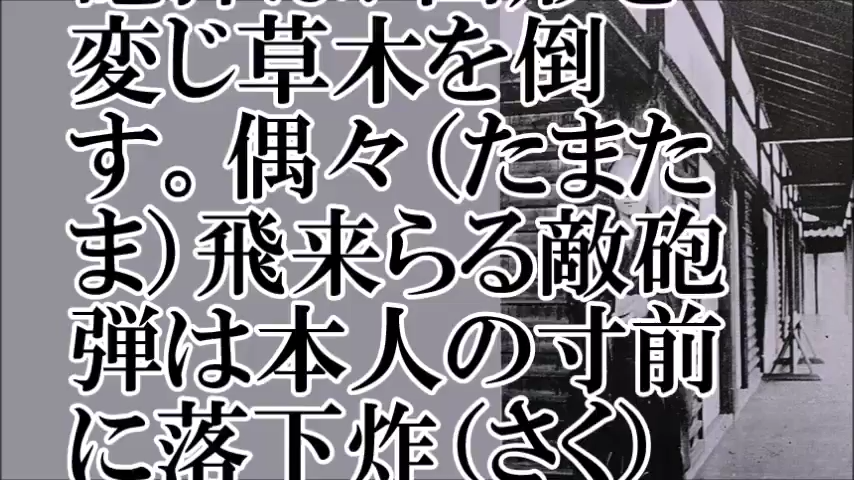 変じ草木を倒
す。偶々(たまた
ま)飛来らる敵砲
弾は本人の寸前
に落下炸(さく)